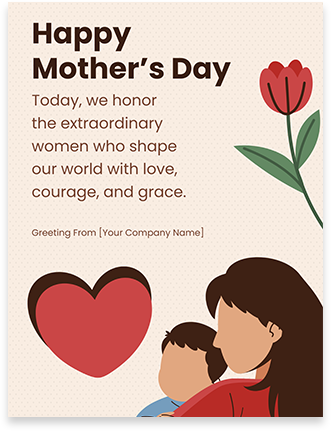 Happy
Mother’s Day
Today, we honor
the extraordinary
women who shape
our world with love,
courage, and grace.
Greeting From [Your Company Name]